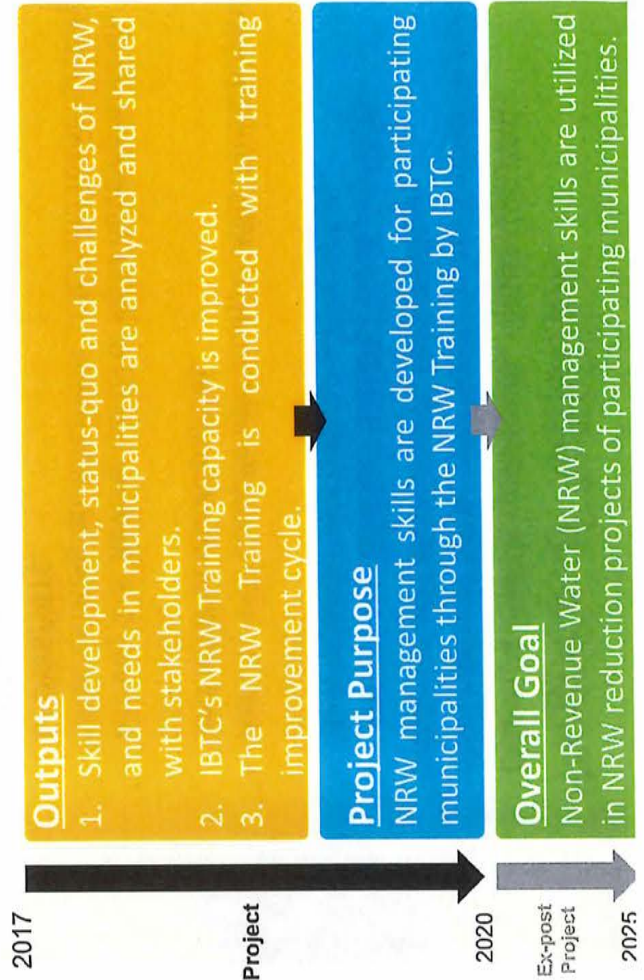 2017
Project
2020
Ex-post
Project
2025
Outputs
1. Skill development, status-quo and challenges of NRW,
and needs in municipalities are analyzed and shared
with stakeholders.
2. IBTC's NRW Training capacity is improved.
3. The NRW Training is conducted with training
improvement cycle.
Project Purpose
NRW management skills are developed for participating
municipalities through the NRW Training by IBTC.
Overall Goal
Non-Revenue Water (NRW) management skills are utilized
in NRW reduction projects of participating municipalities.